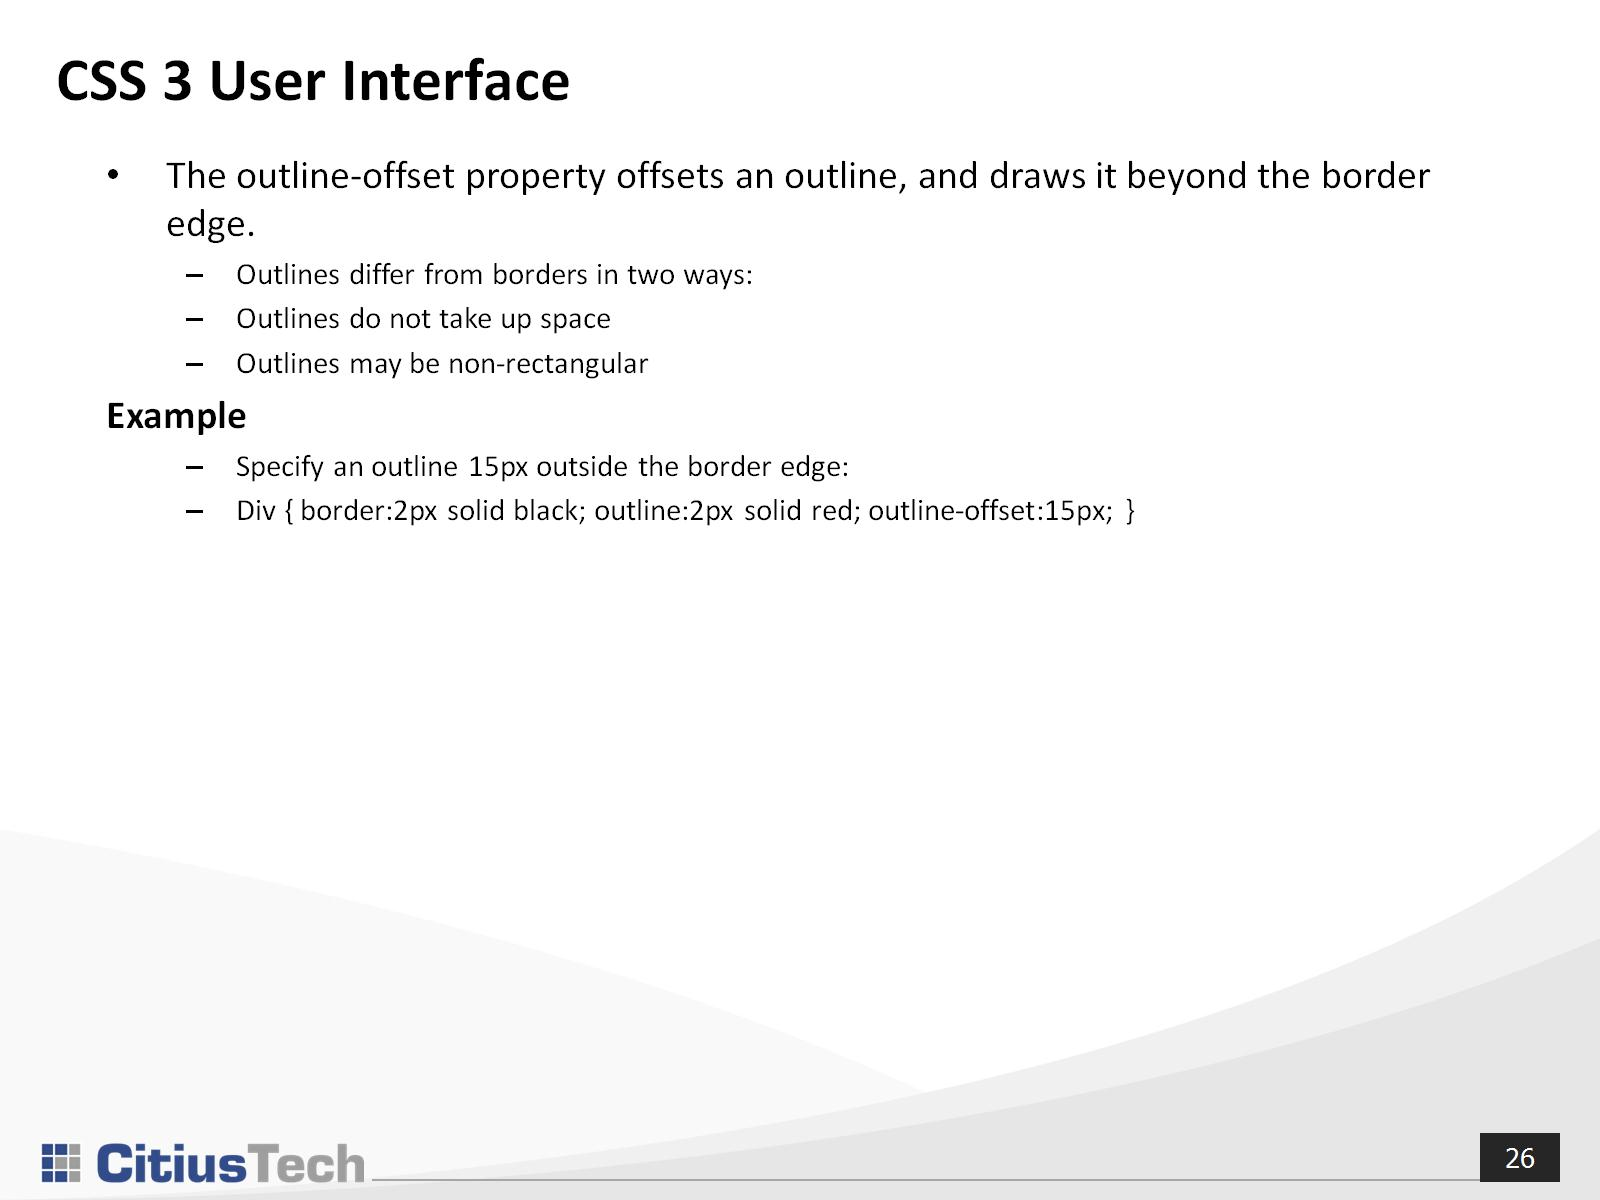 CSS 3 User Interface
• The outline-offset property offsets an outline, and draws it beyond the border
edge.
– Outlines differ from borders in two ways:
– Outlines do not take up space
– Outlines may be non-rectangular
Example
– Specify an outline 15px outside the border edge:
– Div { border:2px solid black; outline:2px solid red; outline-offset:15px; }
CitiusTech
26